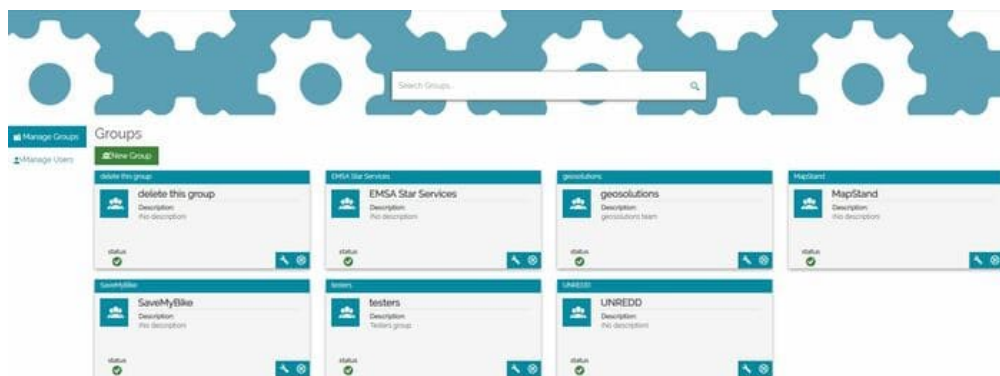 Search Groups...
Manage Groups
Manage Users
Groups
New Group
delete this group
delete this group
Description:
(No description)
status
EMSA Star Services
EMSA Star Services
Description:
(No description)
status
geosolutions
geosolutions
Description:
geosolutions team
status
MapStand
MapStand
Description:
(No description)
status
SaveMyBike
SaveMyBike
Description:
(No description)
status
testers
testers
Description:
Testers group
status
UNREDD
UNREDD
Description:
(No description)
status